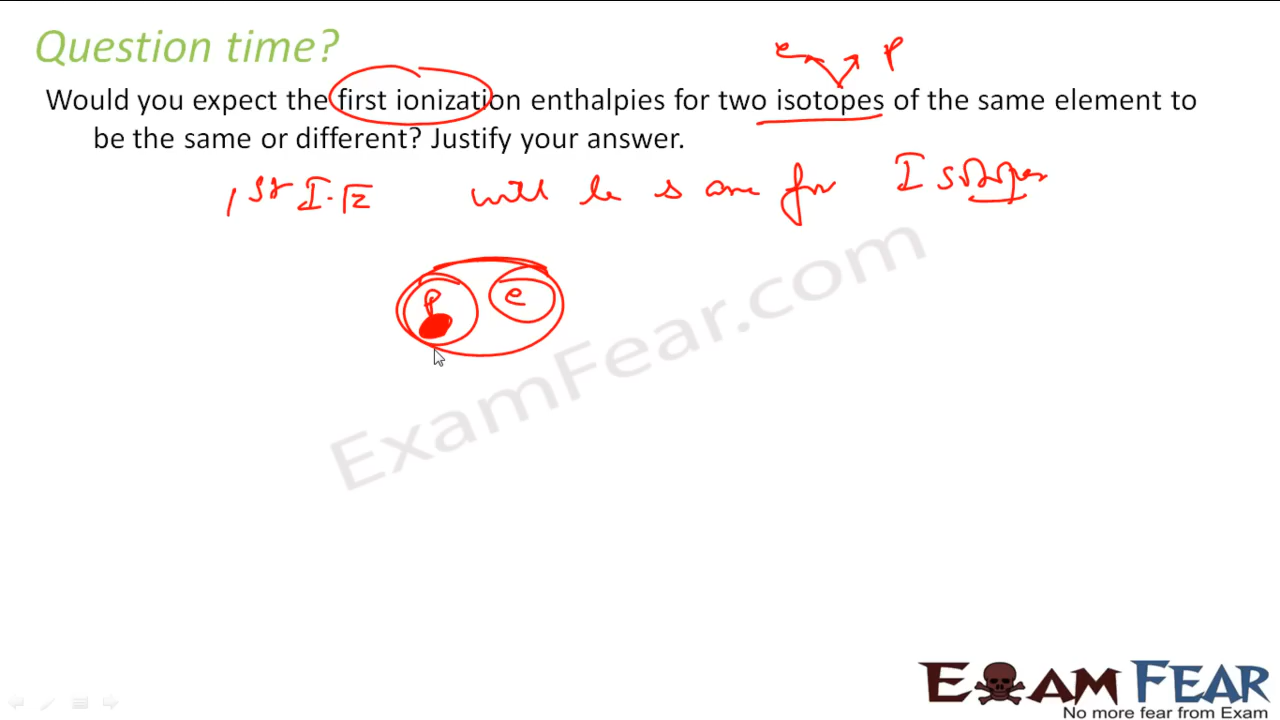 Question time?
e p
Would you expect the first ionization enthalpies for two isotopes of the same element to
be the same or different? Justify your answer.
1st I.E will be same for Isotopes
p e
ExamFear.com
EXAM FEAR
No more fear from Exam